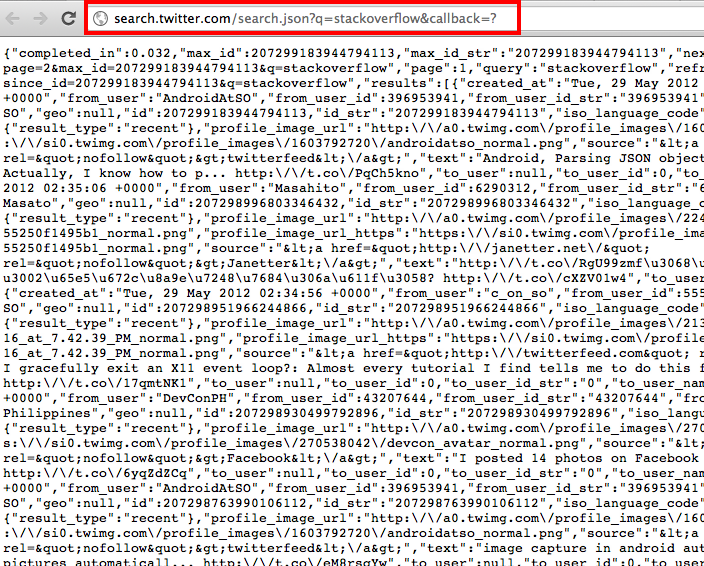 search.twitter.com/search.json?q=stackoverflow&callback=?
{"completed_in":0.032,"max_id":207299183944794113,"max_id_str":"207299183944794113","nex
page=2&max_id=207299183944794113&q=stackoverflow","page":1,"query":"stackoverflow","refr
since_id=207299183944794113&q=stackoverflow","results":[{"created_at":"Tue, 29 May 2012
+0000","from_user":"AndroidAtSO","from_user_id":396953941,"from_user_id_str":"396953941"
SO","geo":null,"id":207299183944794113,"id_str":"207299183944794113","iso_language_code"
{"result_type":"recent"},"profile_image_url":"http:\/\/a0.twimg.com\/profile_images\/160
:\/\/si0.twimg.com\/profile_images\/1603792720\/androidatso_normal.png","source":"&lt;a
rel=&quot;nofollow&quot;&gt;twitterfeed&lt;\/a&gt;","text":"Android, Parsing JSON objec
Actually, I know how to p... http:\/\/t.co\/PqCh5kno","to_user":null,"to_user_id":0,"to_
2012 02:35:06 +0000","from_user":"Masahito","from_user_id":6290312,"from_user_id_str":"6
Masato","geo":null,"id":207298996803346432,"id_str":"207298996803346432","iso_language_c
{"result_type":"recent"},"profile_image_url":"http:\/\/a0.twimg.com\/profile_images\/224
55250f1495b1_normal.png","profile_image_url_https":"https:\/\/si0.twimg.com\/profile_ima
55250f1495b1_normal.png","source":"&lt;a href=&quot;http:\/\/janetter.net\/&quot;
rel=&quot;nofollow&quot;&gt;Janetter&lt;\/a&gt;","text":"http:\/\/t.co\/RgU99zmf\u3068\u
\u3002\u65e5\u672c\u8a9e\u7248\u7684\u306a\u611f\u3058? http:\/\/t.co\/cXZV01w4","to_use
{"created_at":"Tue, 29 May 2012 02:34:56 +0000","from_user":"c_on_so","from_user_id":555
SO","geo":null,"id":207298951966244866,"id_str":"207298951966244866","iso_language_code"
{"result_type":"recent"},"profile_image_url":"http:\/\/a0.twimg.com\/profile_images\/213
16_at_7.42.39_PM_normal.png","profile_image_url_https":"https:\/\/si0.twimg.com\/profile
16_at_7.42.39_PM_normal.png","source":"&lt;a href=&quot;http:\/\/twitterfeed.com&quot; r
I gracefully exit an X11 event loop?: Almost every tutorial I find tells me to do this f
http:\/\/t.co\/17qmtNK1","to_user":null,"to_user_id":0,"to_user_id_str":"0","to_user_nam
+0000","from_user":"DevConPH","from_user_id":43207644,"from_user_id_str":"43207644","fro
Philippines","geo":null,"id":207298930499792896,"id_str":"207298930499792896","iso_langu
{"result_type":"recent"},"profile_image_url":"http:\/\/a0.twimg.com\/profile_images\/270
s:\/\/si0.twimg.com\/profile_images\/270538042\/devcon_avatar_normal.png","source":"&lt;
rel=&quot;nofollow&quot;&gt;Facebook&lt;\/a&gt;","text":"I posted 14 photos on Facebook
http:\/\/t.co\/6yqZdZCq","to_user":null,"to_user_id":0,"to_user_id_str":"0","to_user_nam
+0000","from_user":"AndroidAtSO","from_user_id":396953941,"from_user_id_str":"396953941"
SO","geo":null,"id":207298763990106112,"id_str":"207298763990106112","iso_language_code"
{"result_type":"recent"},"profile_image_url":"http:\/\/a0.twimg.com\/profile_images\/160
:\/\/si0.twimg.com\/profile_images\/1603792720\/androidatso_normal.png","source":"&lt;a
rel=&quot;nofollow&quot;&gt;twitterfeed&lt;\/a&gt;","text":"image capture in android aut
pictures automaticall... http:\/\/t.co\/eM8rsgYw","to_user":null,"to_user_id":0,"to_user